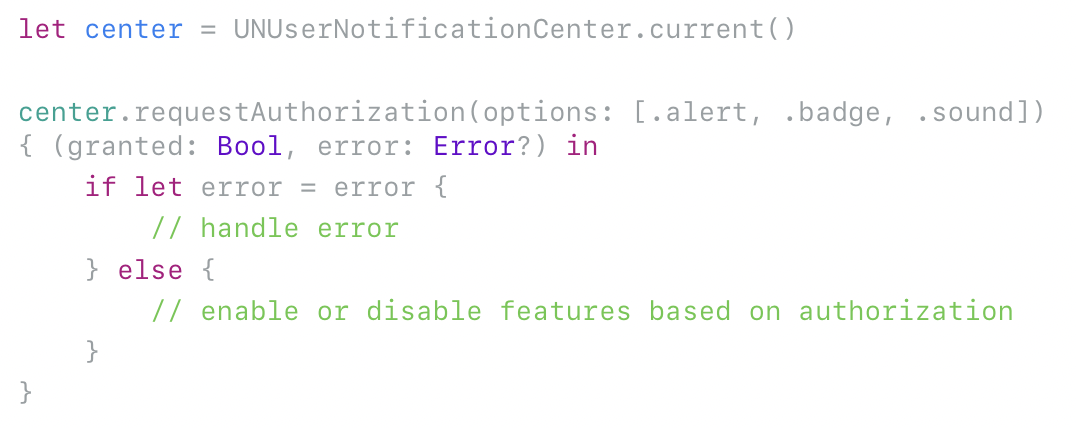 let center = UNUserNotificationCenter.current()
center.requestAuthorization(options: [.alert, .badge, .sound])
{ (granted: Bool, error: Error?) in
    if let error = error {
        // handle error
    } else {
        // enable or disable features based on authorization
    }
}